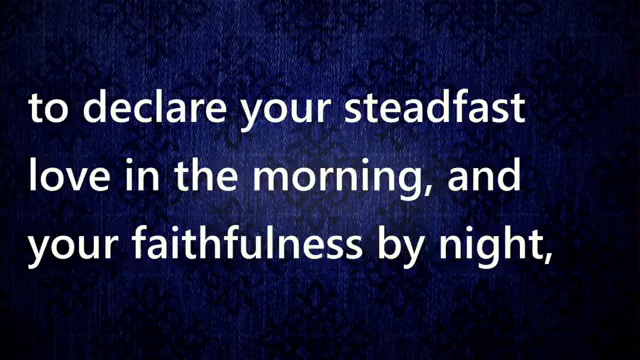 to declare your steadfast
love in the morning, and
your faithfulness by night,